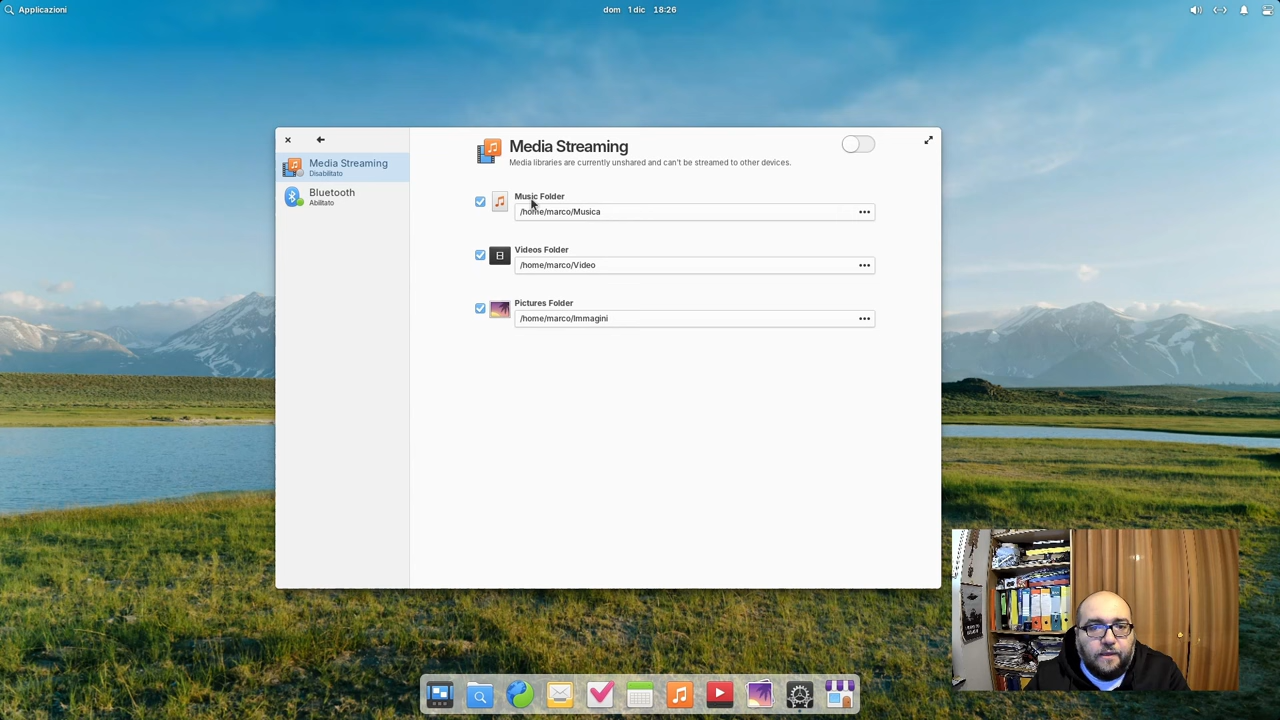 Applicazioni
dom 1 dic 18:26
Media Streaming
Disabilitato
Bluetooth
Abilitato
Media Streaming
Media libraries are currently unshared and can't be streamed to other devices.
Music Folder
/home/marco/Musica
Videos Folder
/home/marco/Video
Pictures Folder
/home/marco/Immagini